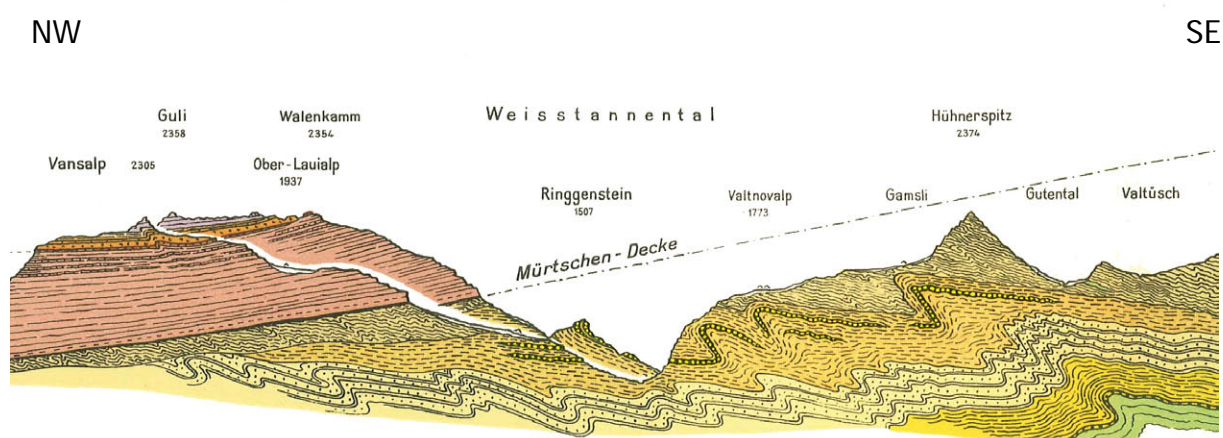 NW SE
Guli Walenkamm Weisstannental Hühnerspitz
2358 2354 2374
Vansalp 2305 Ober-Lauialp
1937
Ringgenstein Valtnovalp Gamsli Gutental Valtüsch
1507 1773
Mürtschen-Decke